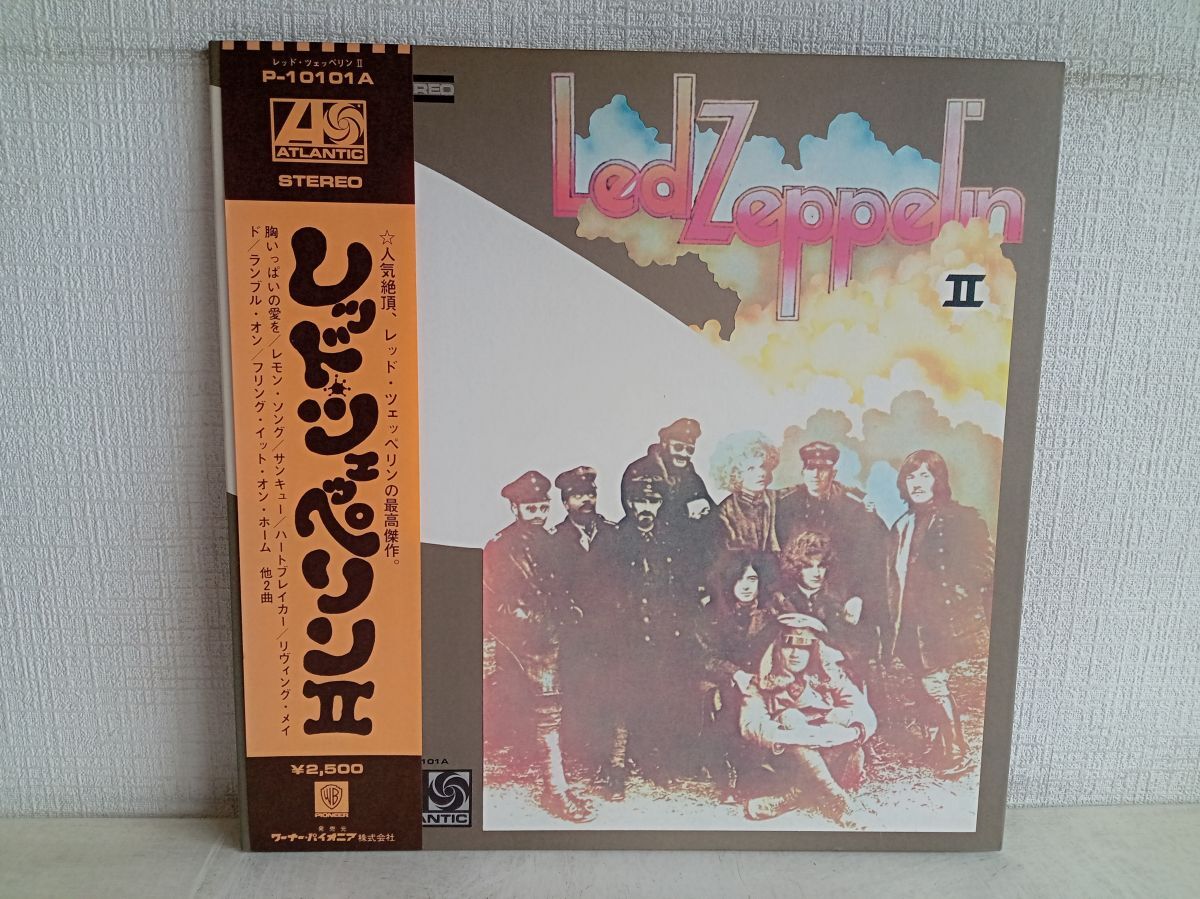 レッド・ツェッペリン II
P-10101A
ATLANTIC
STEREO
☆人気絶頂、レッド・ツェッペリンの最高傑作。
レッド・ツェッペリンII
胸いっぱいの愛を/レモン・ソング/サンキュー/ハートブレイカー/リヴィング・メイ
ド/ランブル・オン/フリング・イット・オン・ホーム 他2曲
¥2,500
WB
PIONEER
発売元
ワーナー・パイオニア株式会社
REO
Led Zeppelin
II
101A
ANTIC